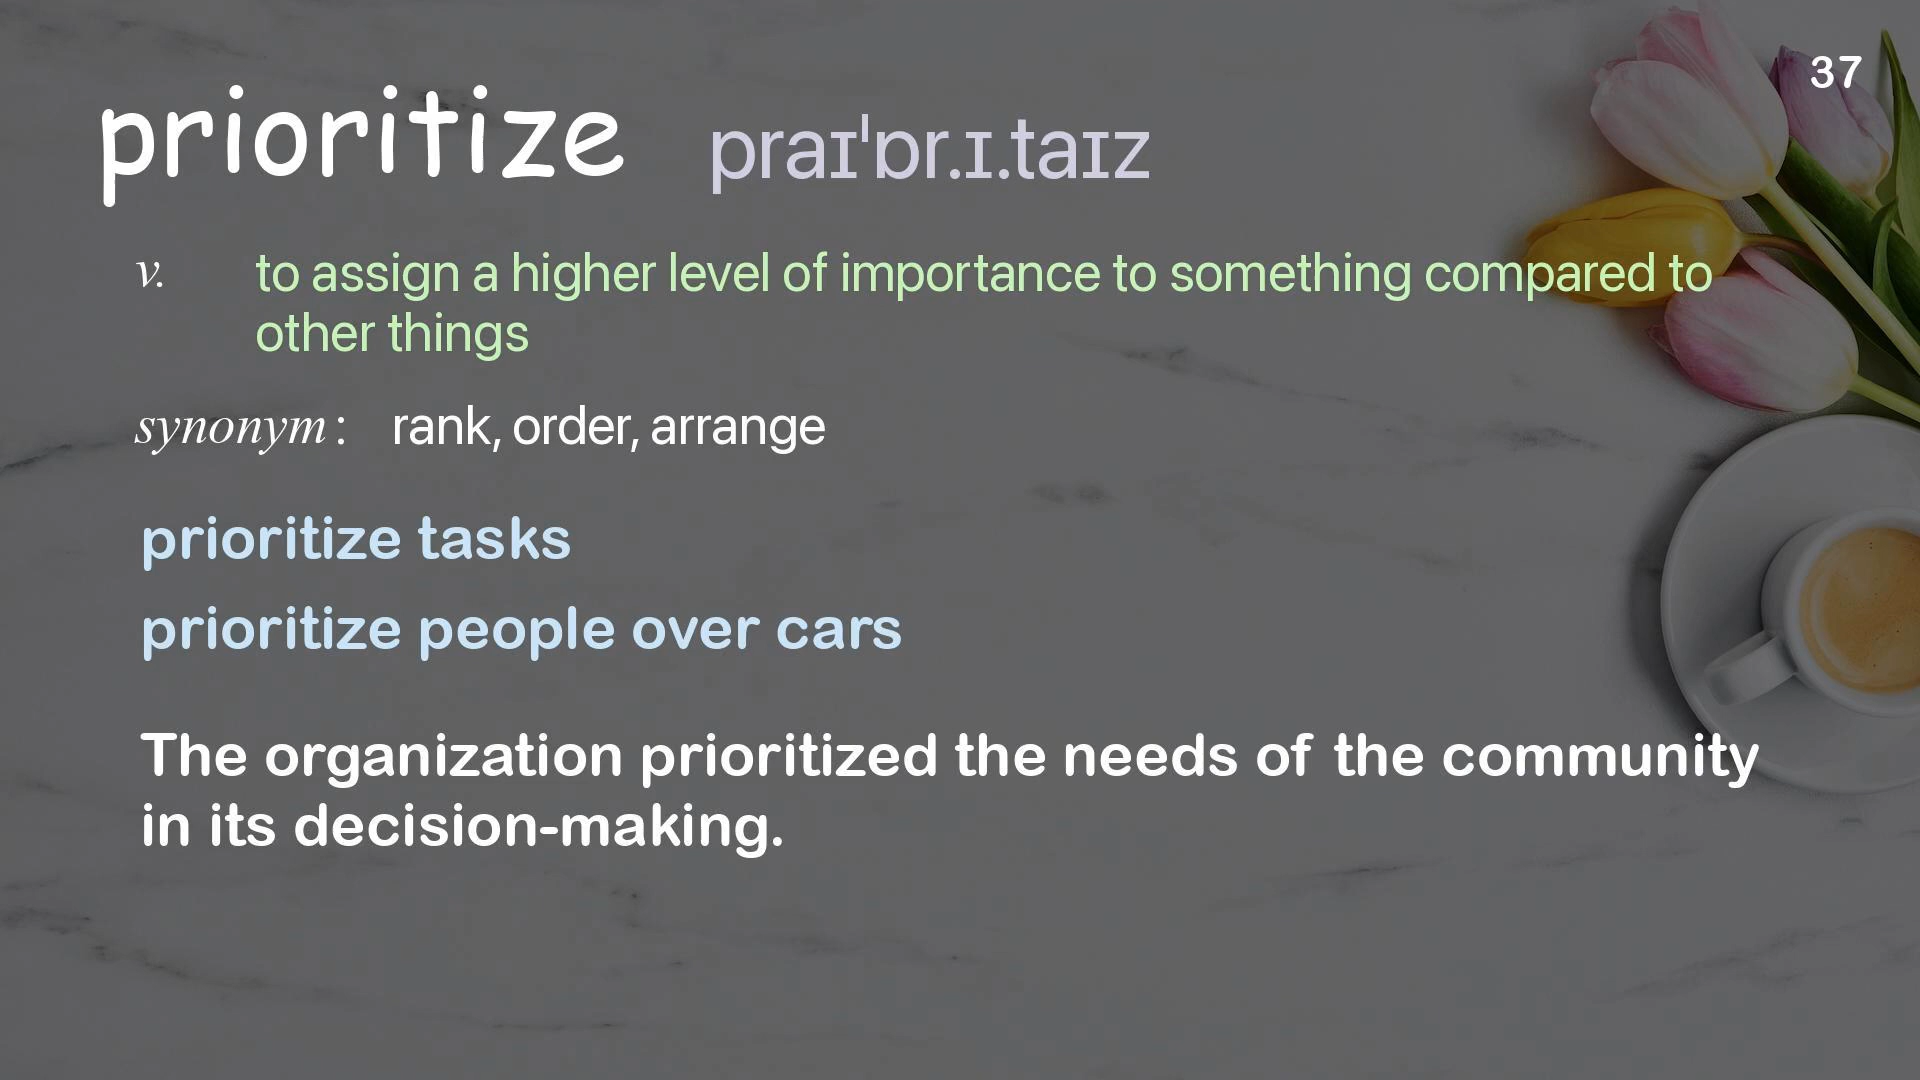 37
prioritize praɪˈɒr.ɪ.taɪz
v. to assign a higher level of importance to something compared to
other things
synonym : rank, order, arrange
prioritize tasks
prioritize people over cars
The organization prioritized the needs of the community
in its decision-making.